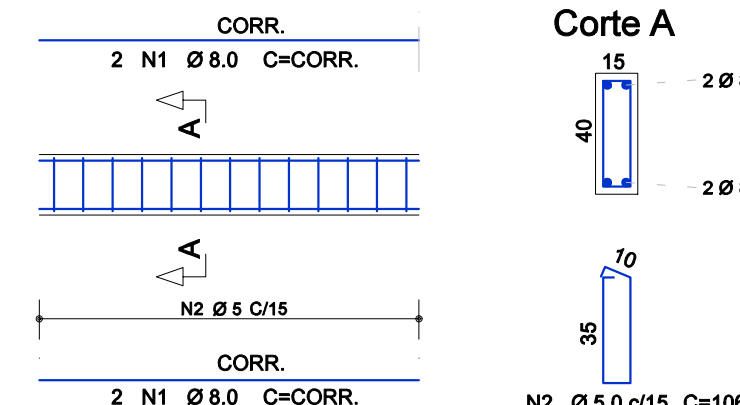 CORR.
2 N1 Ø 8.0 C=CORR.
A
A
N2 Ø 5 C/15
CORR.
2 N1 Ø 8.0 C=CORR.
Corte A
15
40
2 Ø
2 Ø
10
35
N2 Ø 5.0 c/15 C=106